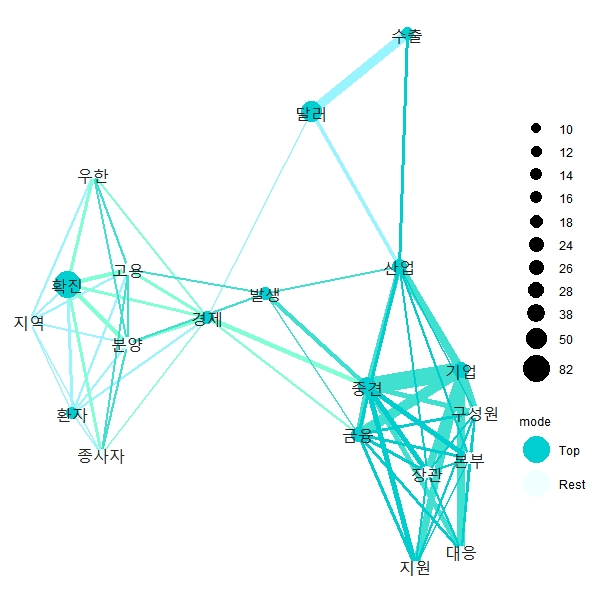 수출
달러
10
12
14
16
18
24
26
28
38
50
82
우한
고용
확진
지역
분양
환자
종사자
발생
경제
산업
기업
중견
구성원
금융
본부
장관
대응
지원
mode
Top
Rest